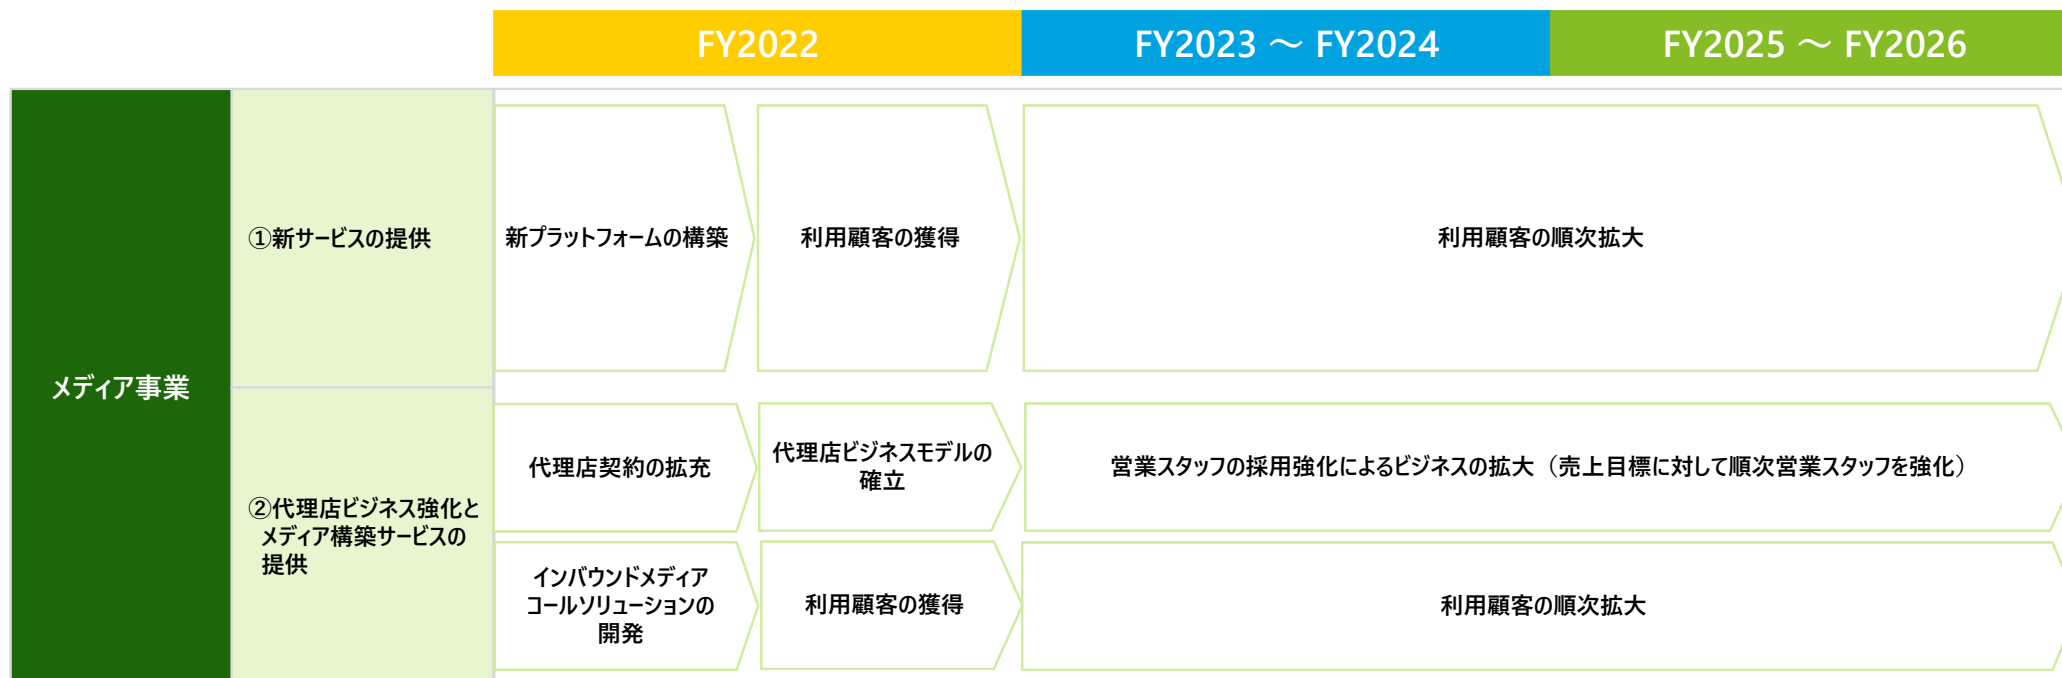 FY2022
FY2023 ～ FY2024
FY2025 ～ FY2026
メディア事業
①新サービスの提供
新プラットフォームの構築
利用顧客の獲得
利用顧客の順次拡大
②代理店ビジネス強化と
メディア構築サービスの
提供
代理店契約の拡充
代理店ビジネスモデルの
確立
営業スタッフの採用強化によるビジネスの拡大（売上目標に対して順次営業スタッフを強化）
インバウンドメディア
コールソリューションの
開発
利用顧客の獲得
利用顧客の順次拡大